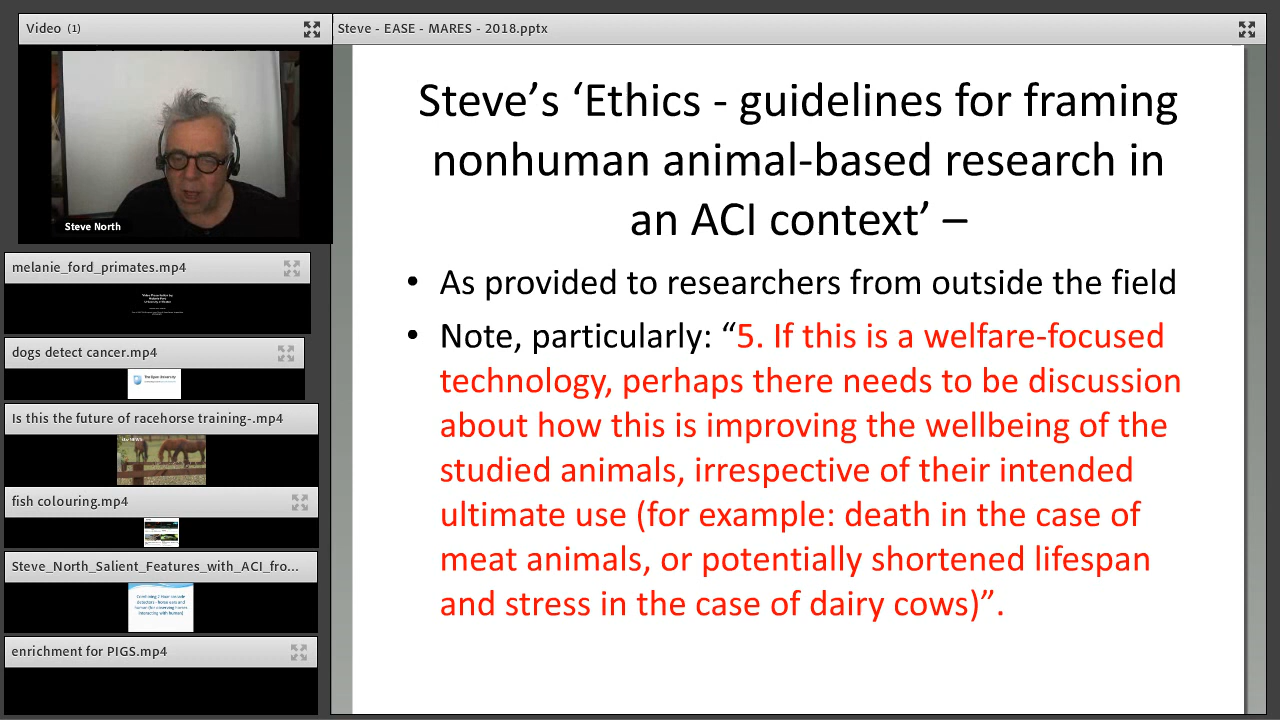 Video (1)
Steve North
melanie_ford_primates.mp4
dogs detect cancer.mp4
The Open University
Is this the future of racehorse training-.mp4
fish colouring.mp4
Steve_North_Salient_Features_with_ACI_fro...
enrichment for PIGS.mp4
Steve - EASE - MARES - 2018.pptx
Steve’s ‘Ethics - guidelines for framing
nonhuman animal-based research in
an ACI context’ –
• As provided to researchers from outside the field
• Note, particularly: “5. If this is a welfare-focused
technology, perhaps there needs to be discussion
about how this is improving the wellbeing of the
studied animals, irrespective of their intended
ultimate use (for example: death in the case of
meat animals, or potentially shortened lifespan
and stress in the case of dairy cows)”.